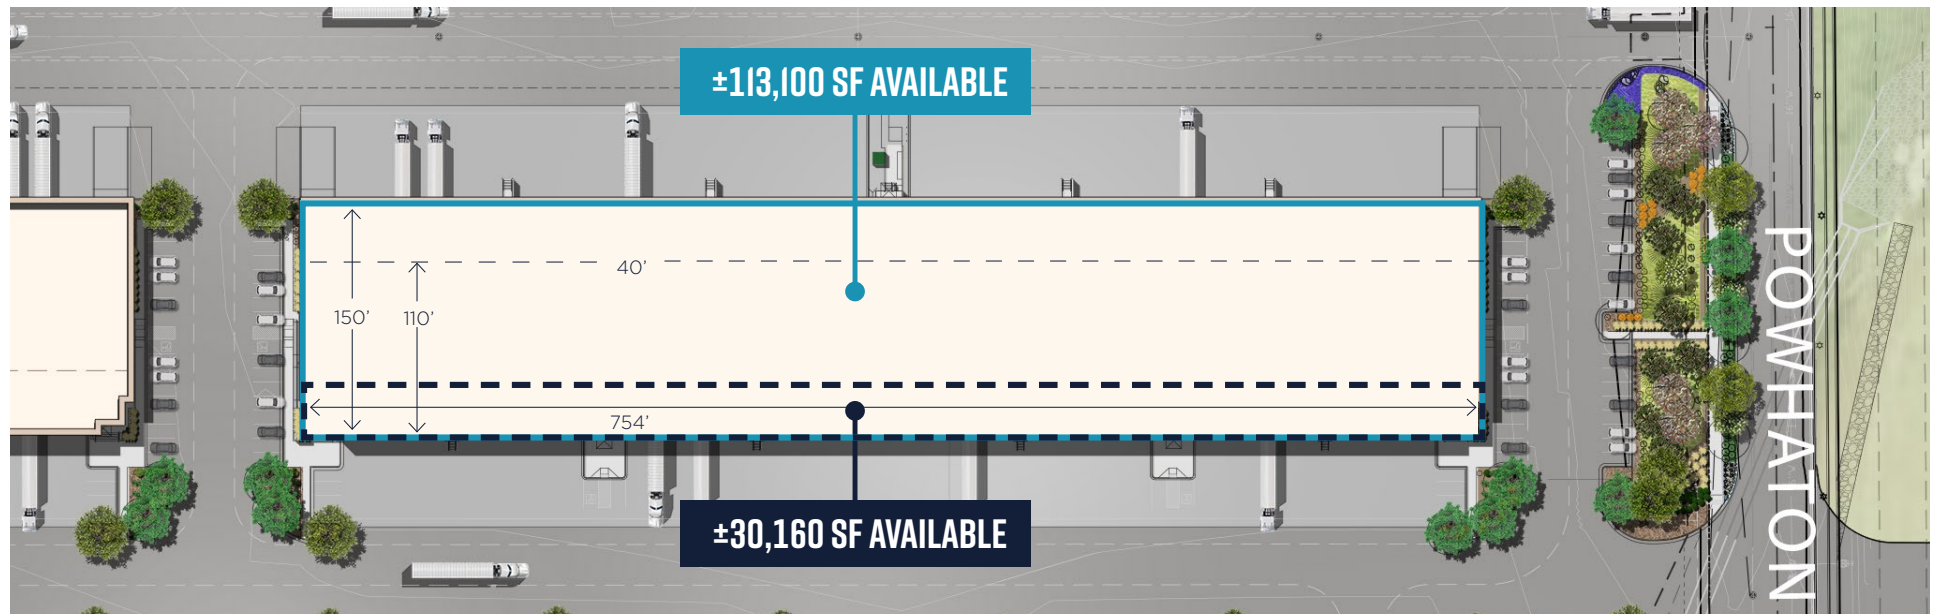 ±113,100 SF AVAILABLE
40’
150’
110’
754’
±30,160 SF AVAILABLE
POWHATON